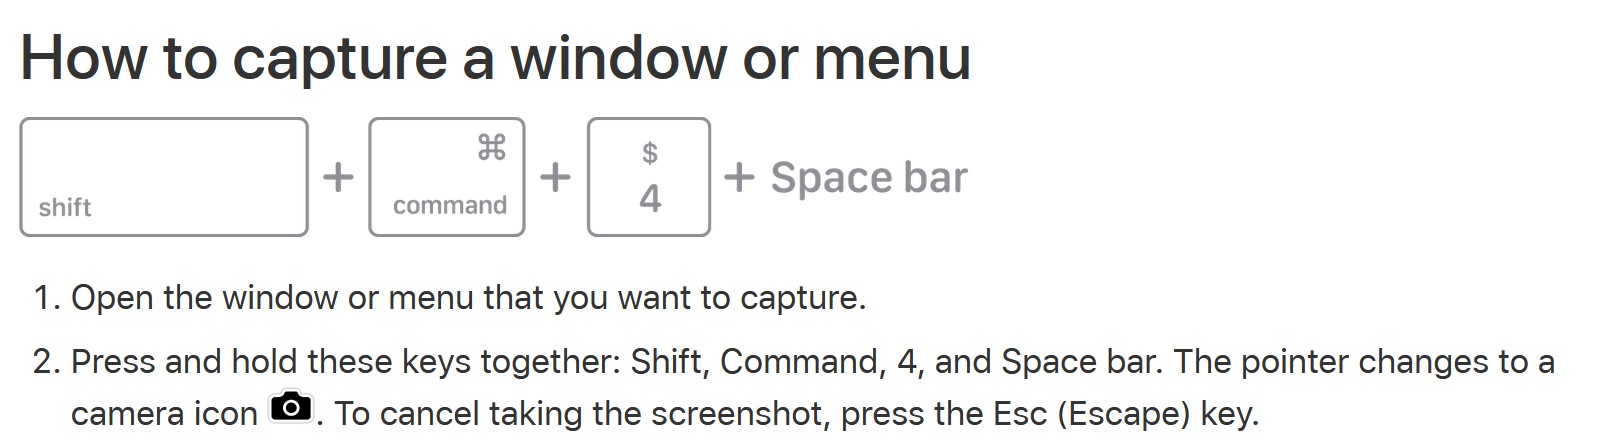 How to capture a window or menu
shift + ⌘ command + $ 4 + Space bar
1. Open the window or menu that you want to capture.
2. Press and hold these keys together: Shift, Command, 4, and Space bar. The pointer changes to a
camera icon . To cancel taking the screenshot, press the Esc (Escape) key.